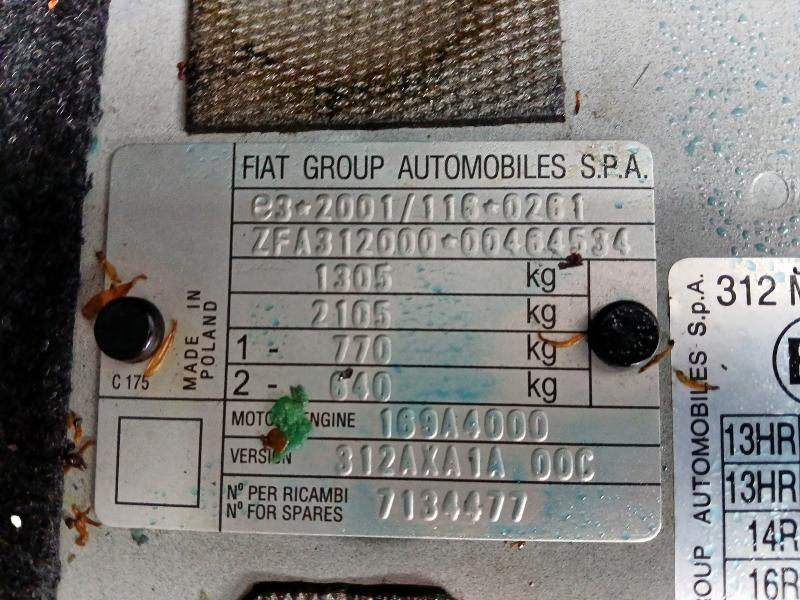 FIAT GROUP AUTOMOBILES S.P.A.
e3*2001/116*0261
ZFA312000*00464534
1305 kg
2105 kg
1 - 770 kg
2 - 640 kg
MADE IN
POLAND
C 175
ENGINE 169A4000
VERSION 312AXA1A 00C
Nº PER RICAMBI
Nº FOR SPARES 7134477
312
AUTOMOBILES S.p.A.
13HR
13HR
14R
16R